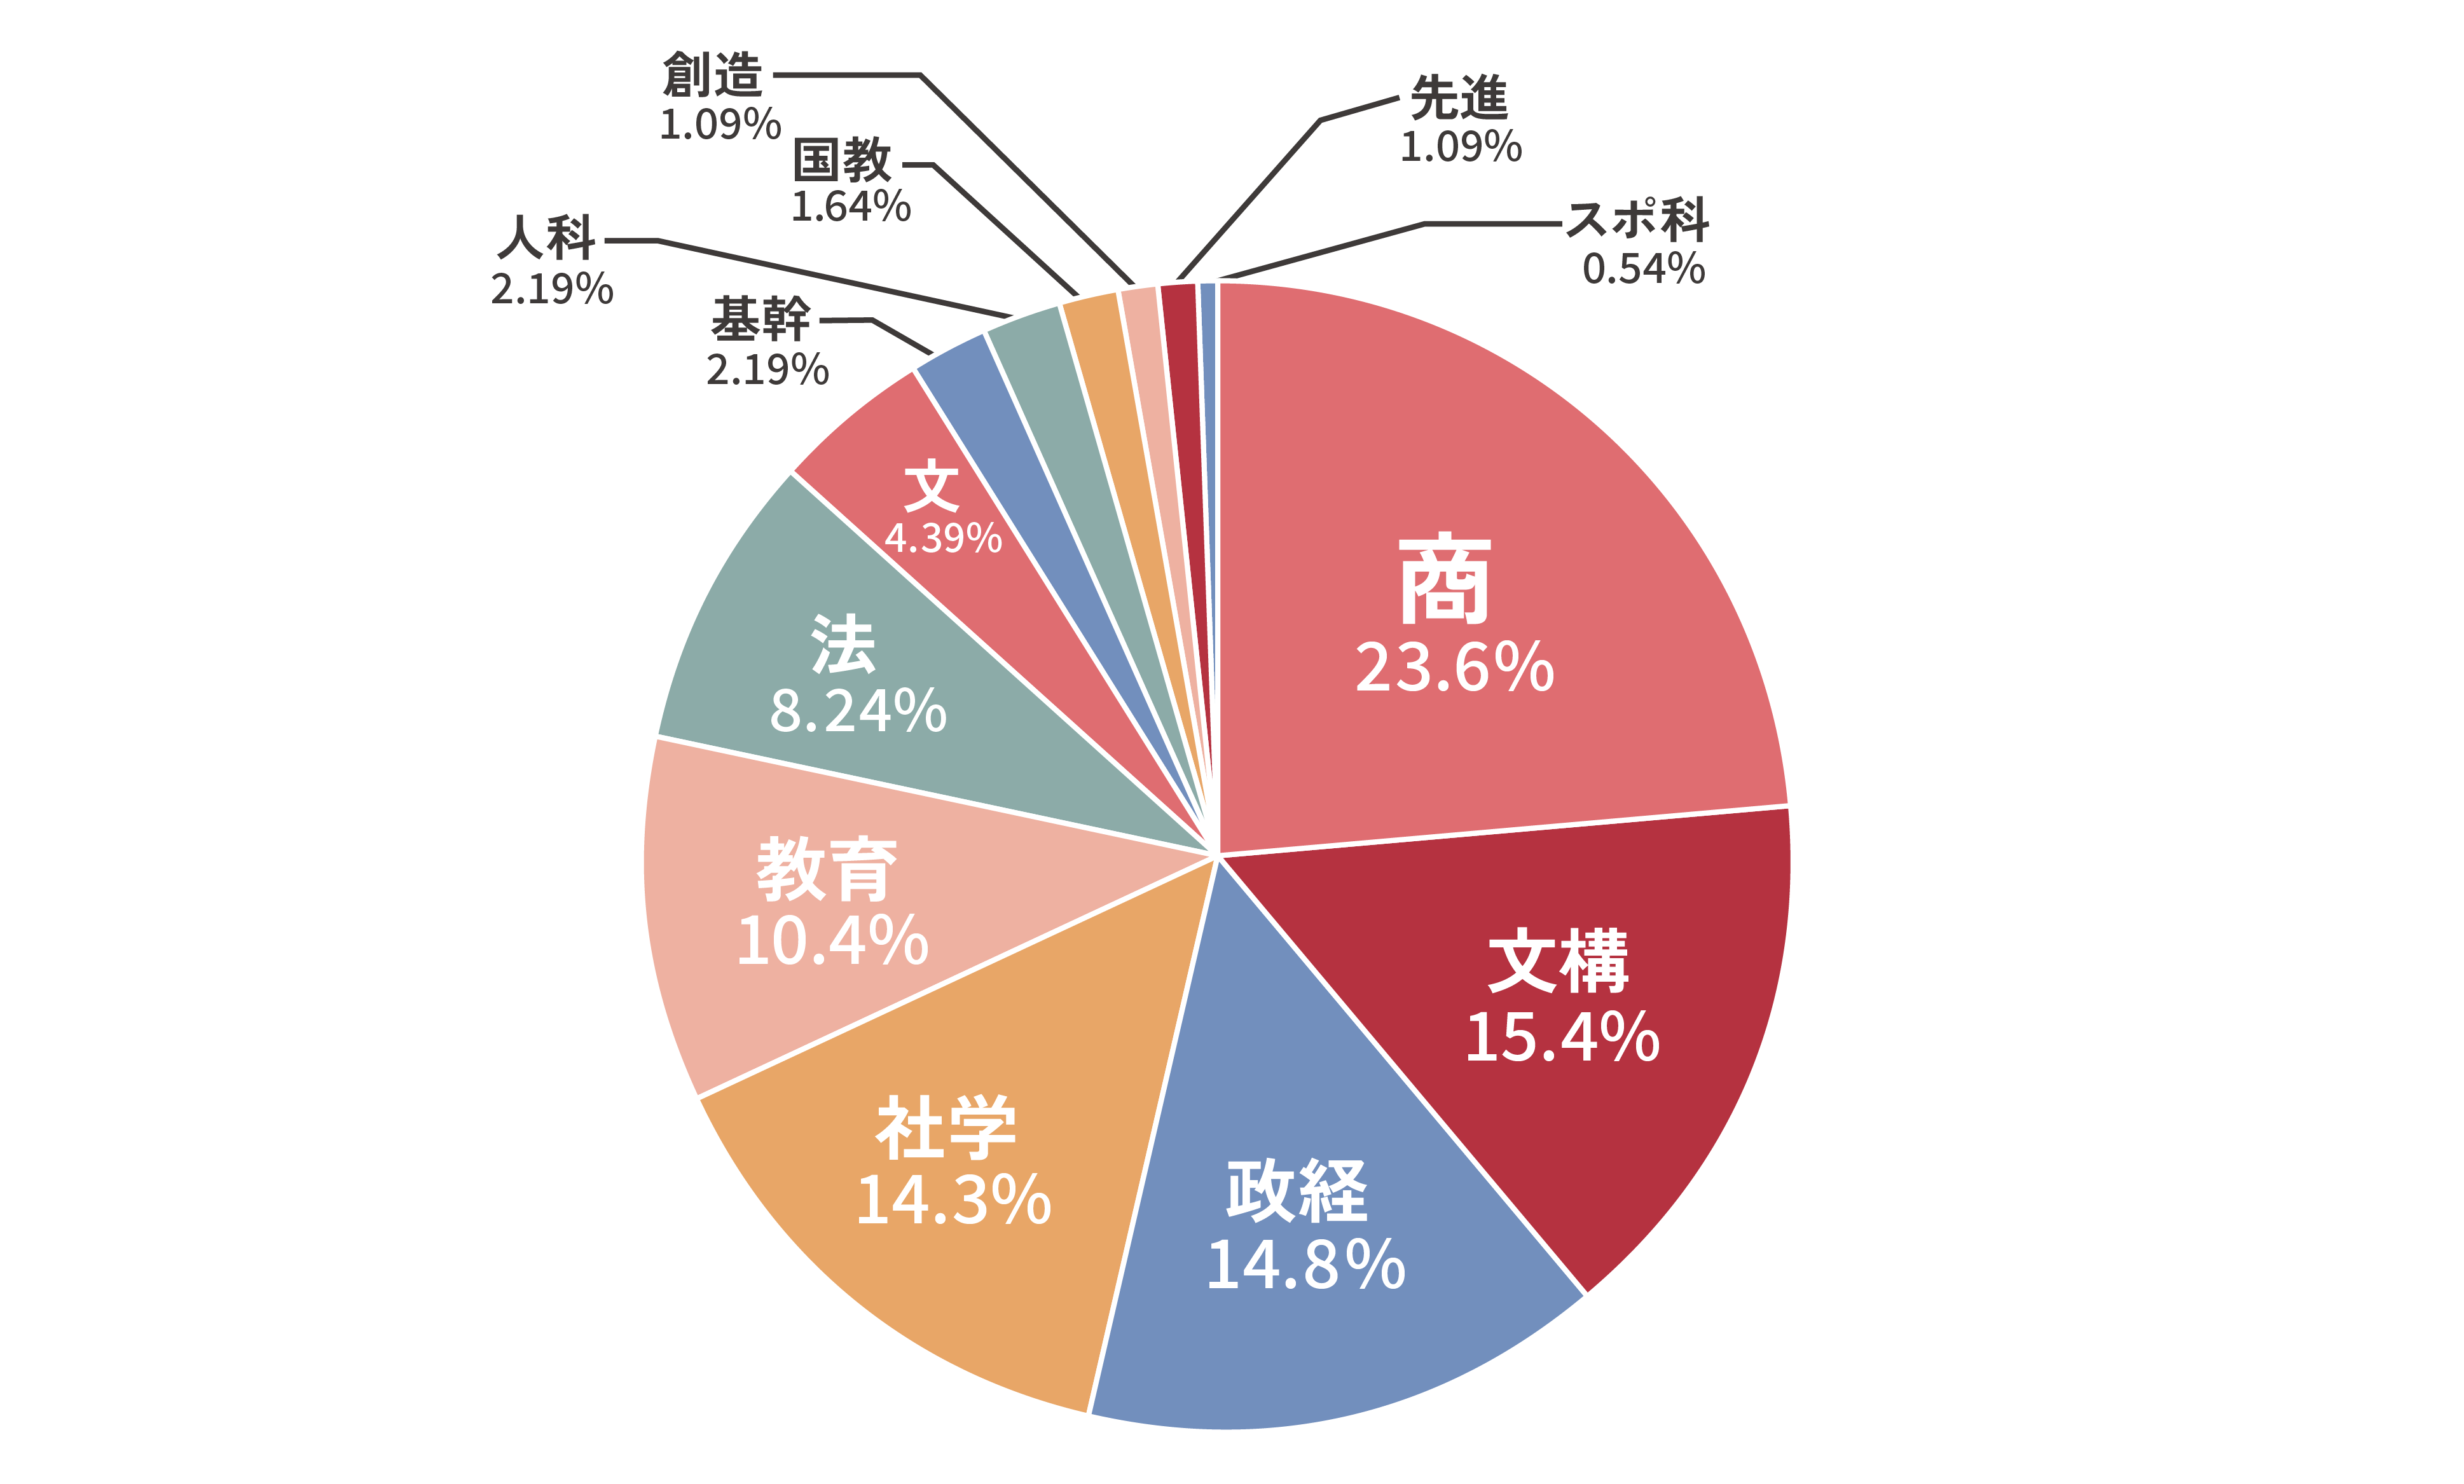 創造
1.09%
国教
1.64%
人科
2.19%
基幹
2.19%
先進
1.09%
スポ科
0.54%
文
4.39%
商
23.6%
法
8.24%
教育
10.4%
文構
15.4%
社学
14.3%
政経
14.8%